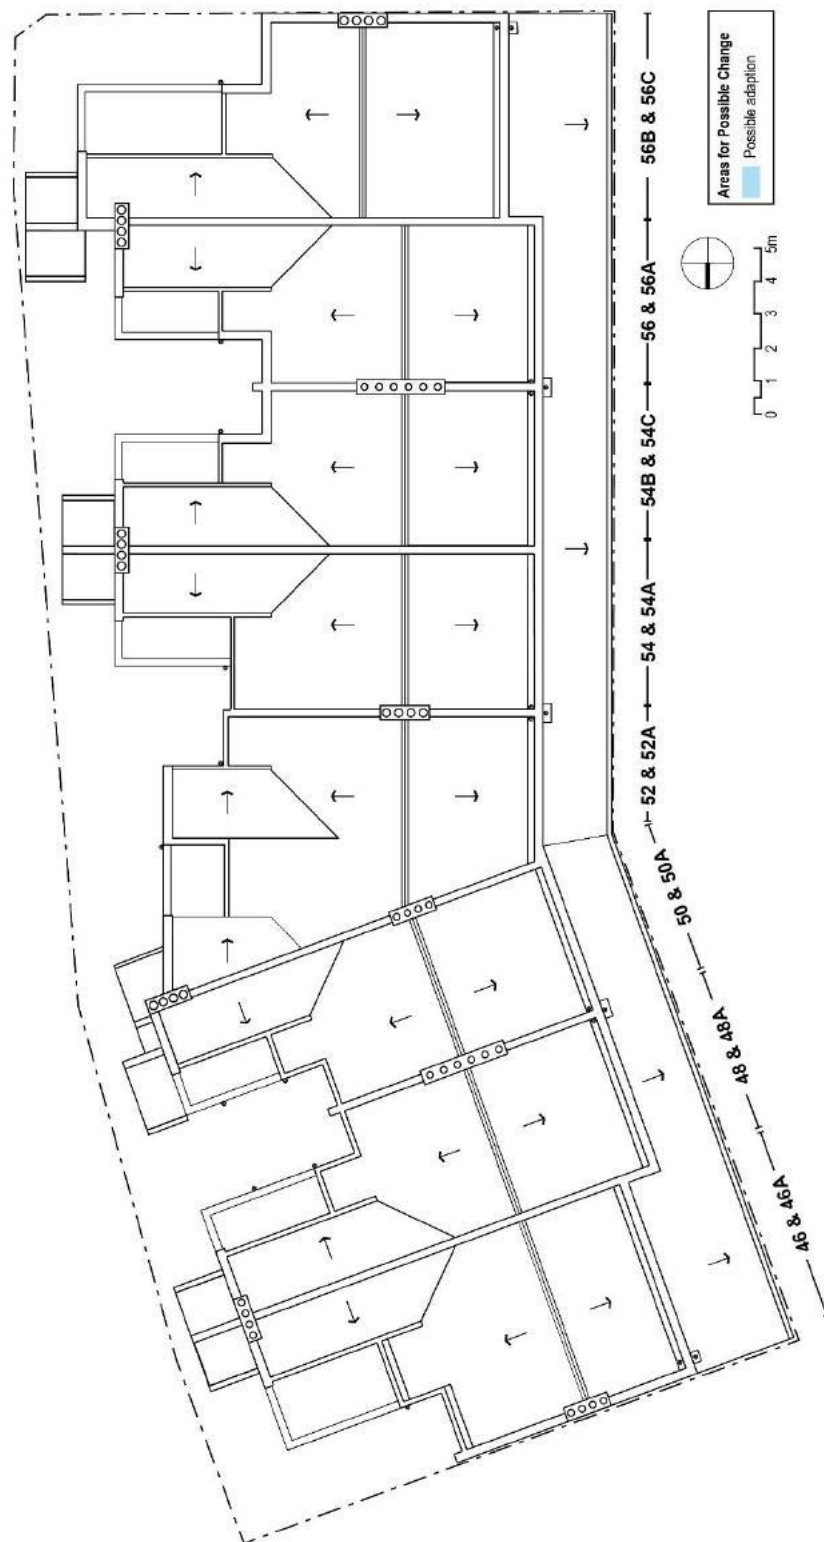 Areas for Possible Change
Possible adaption
0 1 2 3 4 5m
56B & 56C
56 & 56A
54B & 54C
54 & 54A
52 & 52A
50 & 50A
48 & 48A
46 & 46A